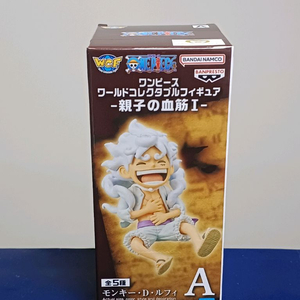 WCF ONE PIECE BANDAI NAMCO
BANPRESTO
ワンピース
ワールドコレクタブルフィギュア
-親子の血筋Ⅰ-
全5種
A
モンキー・D・ルフィ